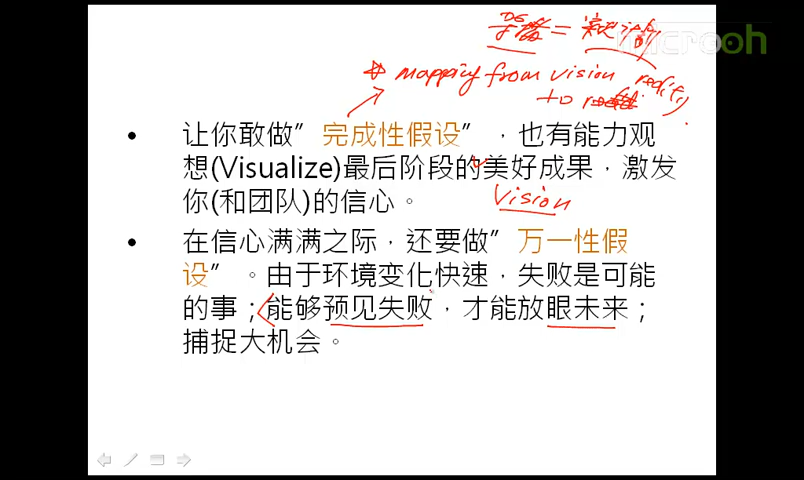 microoh
mapping from vision
to
• 让你敢做”完成性假设”，也有能力观
想(Visualize)最后阶段的美好成果，激发
你(和团队)的信心。
Vision
• 在信心满满之际，还要做”万一性假
设”。由于环境变化快速，失败是可能
的事；能够预见失败，才能放眼未来；
捕捉大机会。